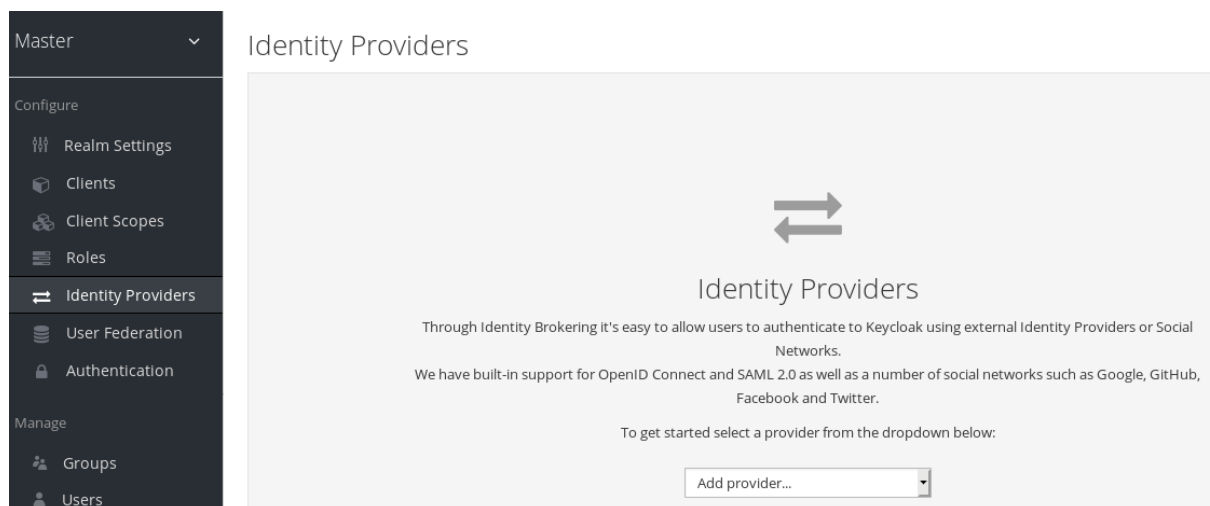 Master
Configure
Realm Settings
Clients
Client Scopes
Roles
Identity Providers
User Federation
Authentication
Manage
Groups
Users
Identity Providers
Identity Providers
Through Identity Brokering it's easy to allow users to authenticate to Keycloak using external Identity Providers or Social
Networks.
We have built-in support for OpenID Connect and SAML 2.0 as well as a number of social networks such as Google, GitHub,
Facebook and Twitter.
To get started select a provider from the dropdown below:
Add provider...